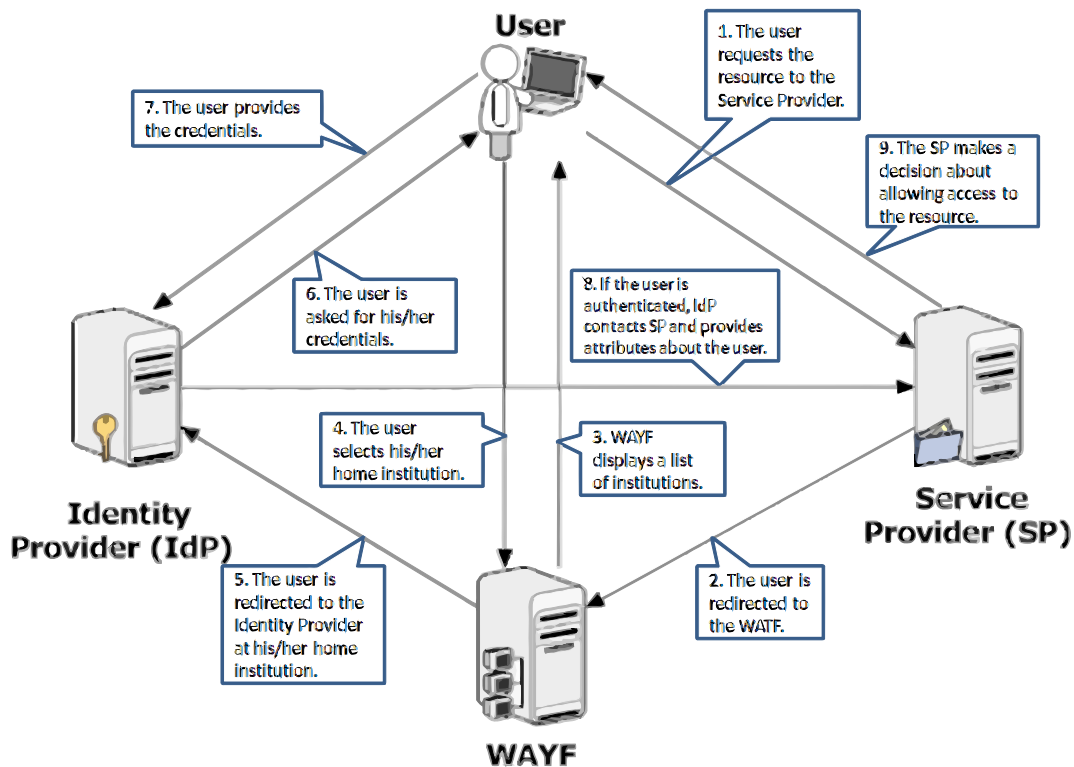 User
1. The user
requests the
resource to the
Service Provider.
7. The user provides
the credentials.
9. The SP makes a
decision about
allowing access to
the resource.
6. The user is
asked for his/her
credentials.
8. If the user is
authenticated, IdP
contacts SP and provides
attributes about the user.
4. The user
selects his/her
home institution.
3. WAYF
displays a list
of institutions.
Identity
Provider (IdP)
Service
Provider (SP)
5. The user is
redirected to the
Identity Provider
at his/her home
institution.
2. The user is
redirected to
the WATF.
WAYF